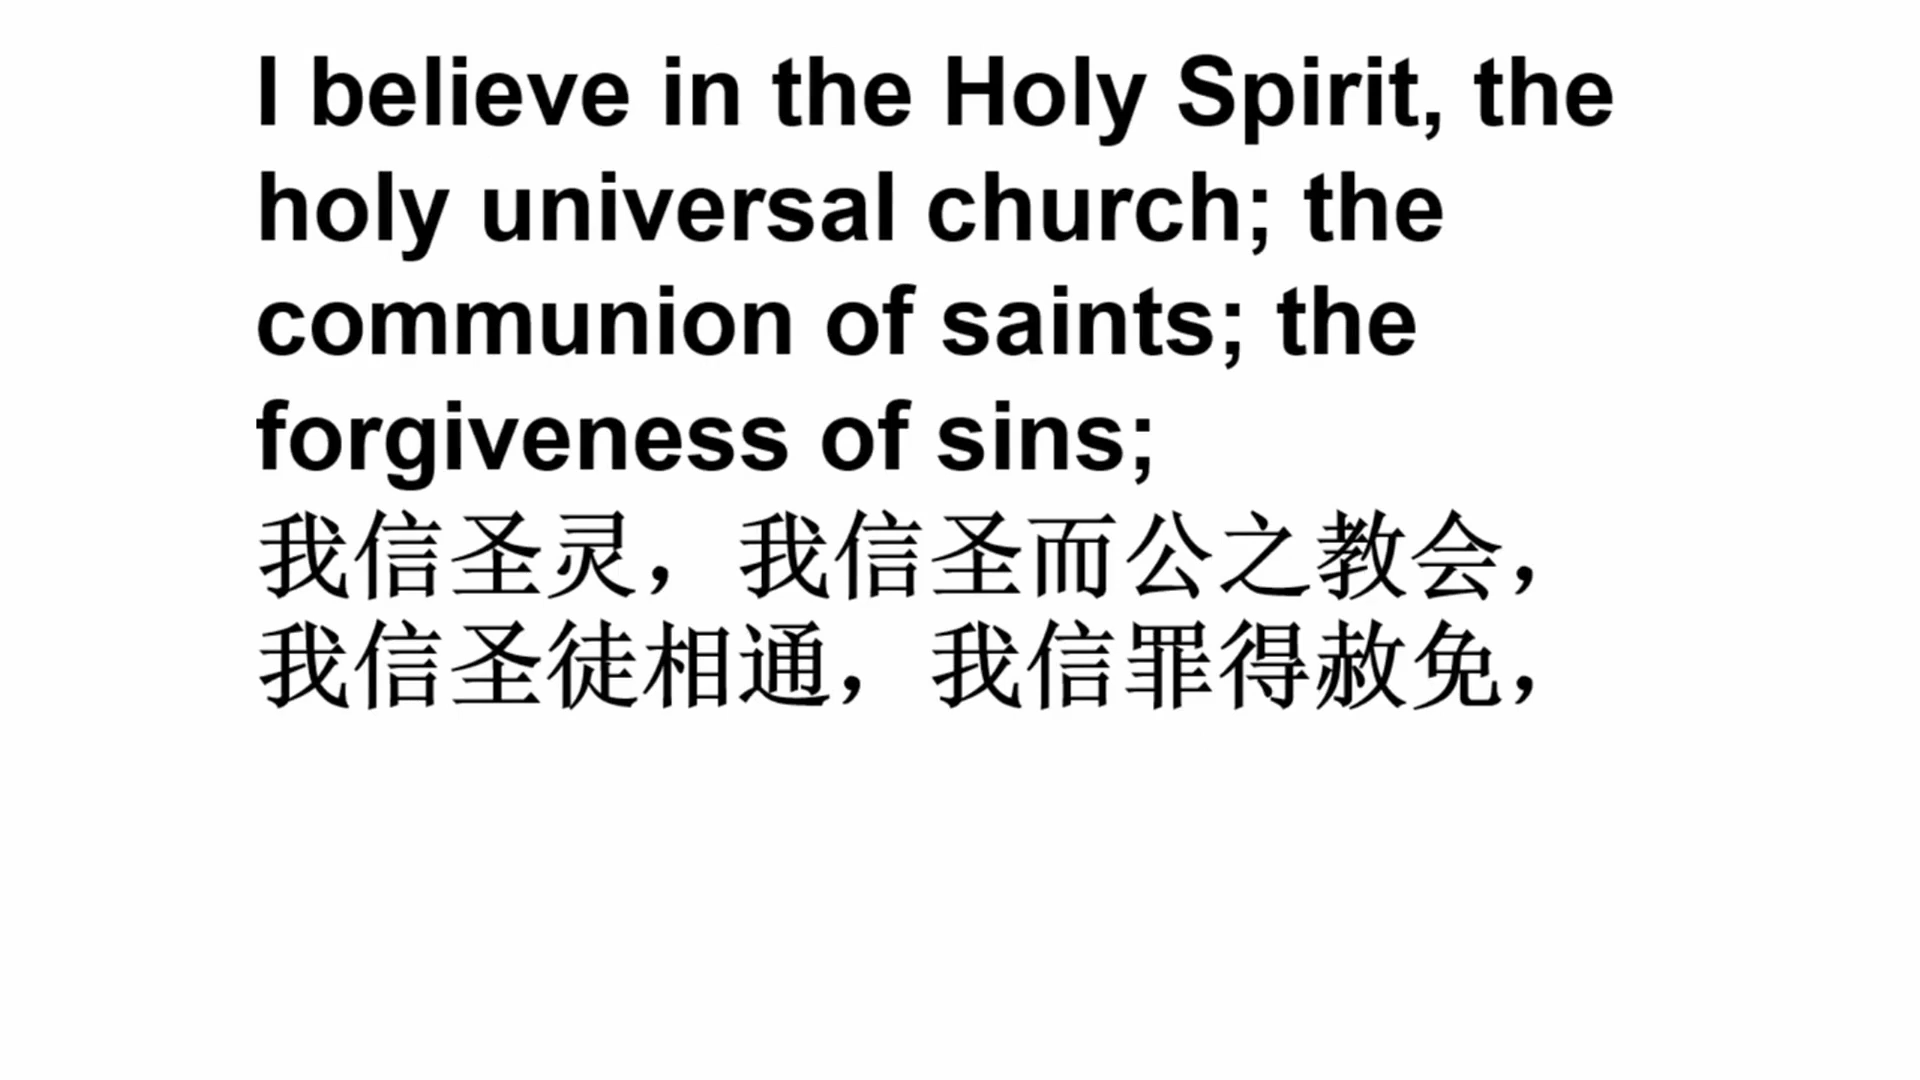 I believe in the Holy Spirit, the
holy universal church; the
communion of saints; the
forgiveness of sins;
我信圣灵，我信圣而公之教会，
我信圣徒相通，我信罪得赦免，